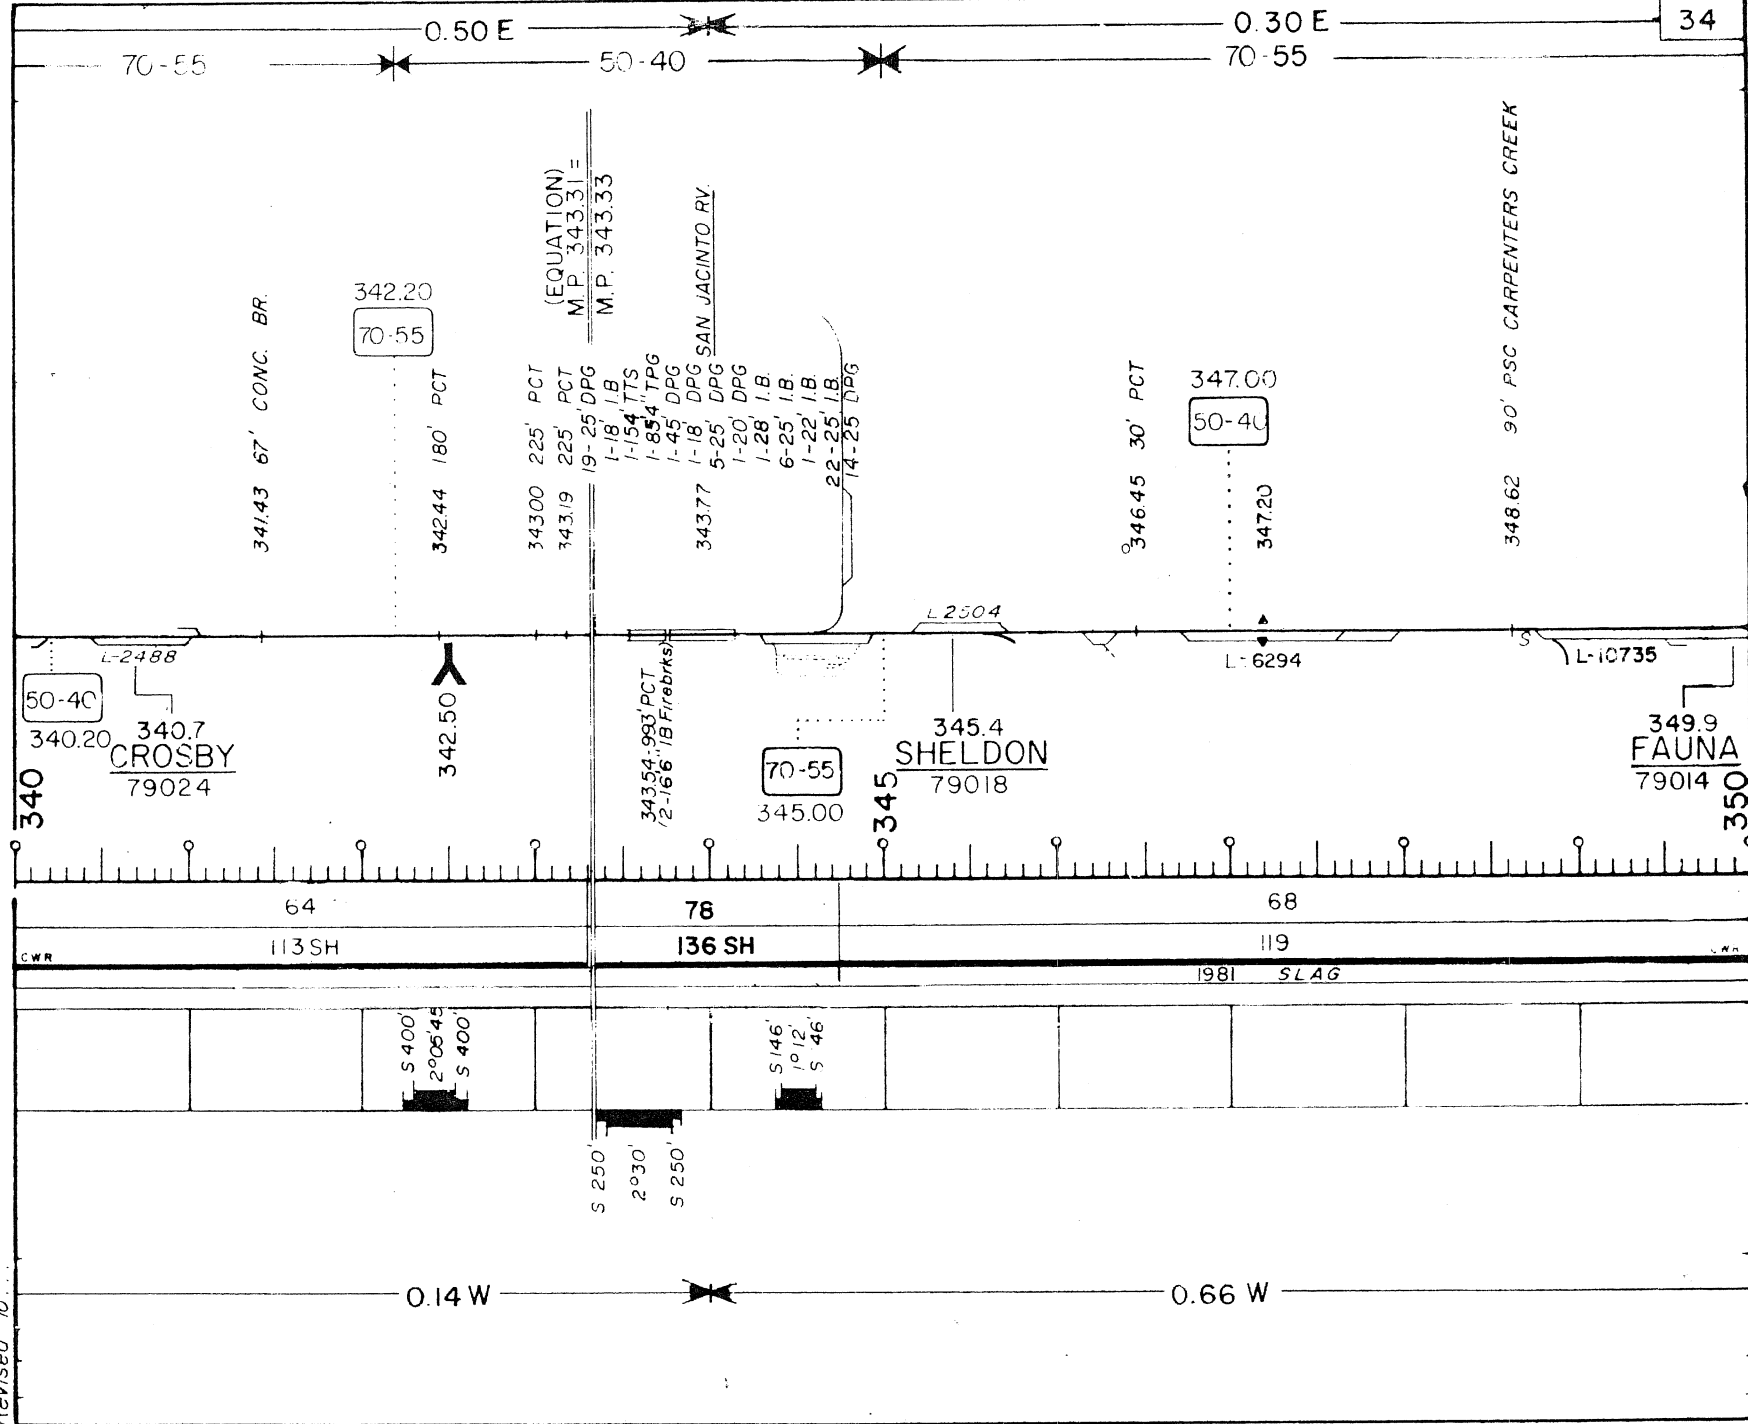 34
0.50 E
0.30 E
70-55
50-40
70-55
(EQUATION)
M.P. 343.31 =
M.P. 343.33
342.20
70-55
347.00
50-40
341.43 67' CONC. BR.
342.44 180' PCT
343.00 225' PCT
343.19 225' PCT
19-25' DPG
1-18' I.B.
1-154' TTS
1-85'4" TPG
1-45' DPG
1-18' DPG
343.77 SAN JACINTO RV.
5-25' DPG
1-20' DPG
1-28' I.B.
6-25' I.B.
1-22' I.B.
22-25' I.B.
14-25' DPG
346.45 30' PCT
347.20
348.62 90' PSC CARPENTERS CREEK
L-2488
L 2504
L-6294
S
L-10735
50-40
340.20
340.7
CROSBY
79024
342.50
343.54-993' PCT
(2-16'6" IB Firebrks)
70-55
345.00
345.4
SHELDON
79018
349.9
FAUNA
79014
340
345
350
64
78
68
CWR
113 SH
136 SH
119
CWR
1981 SLAG
S 400'
2°05'45
S 400'
S 146'
1°12'
S 46'
S 250'
2°30'
S 250'
0.14 W
0.66 W
Revised 10